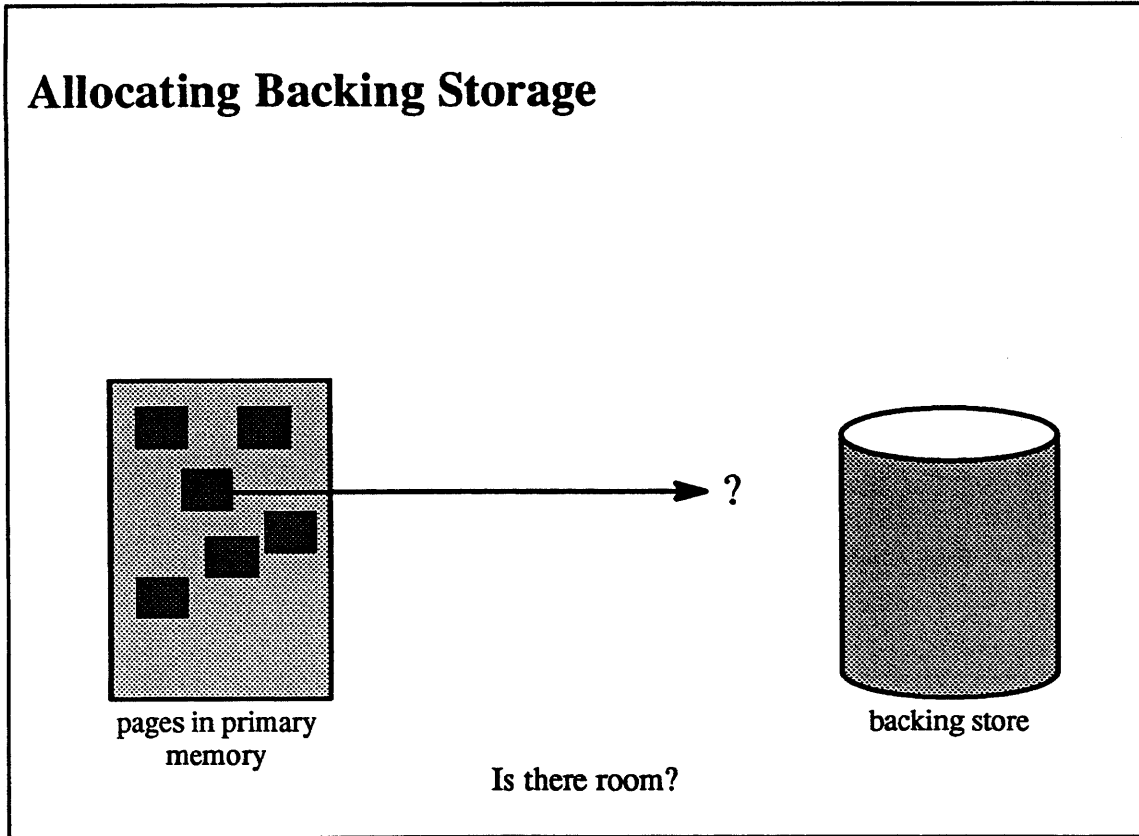 Allocating Backing Storage
?
pages in primary
memory
backing store
Is there room?